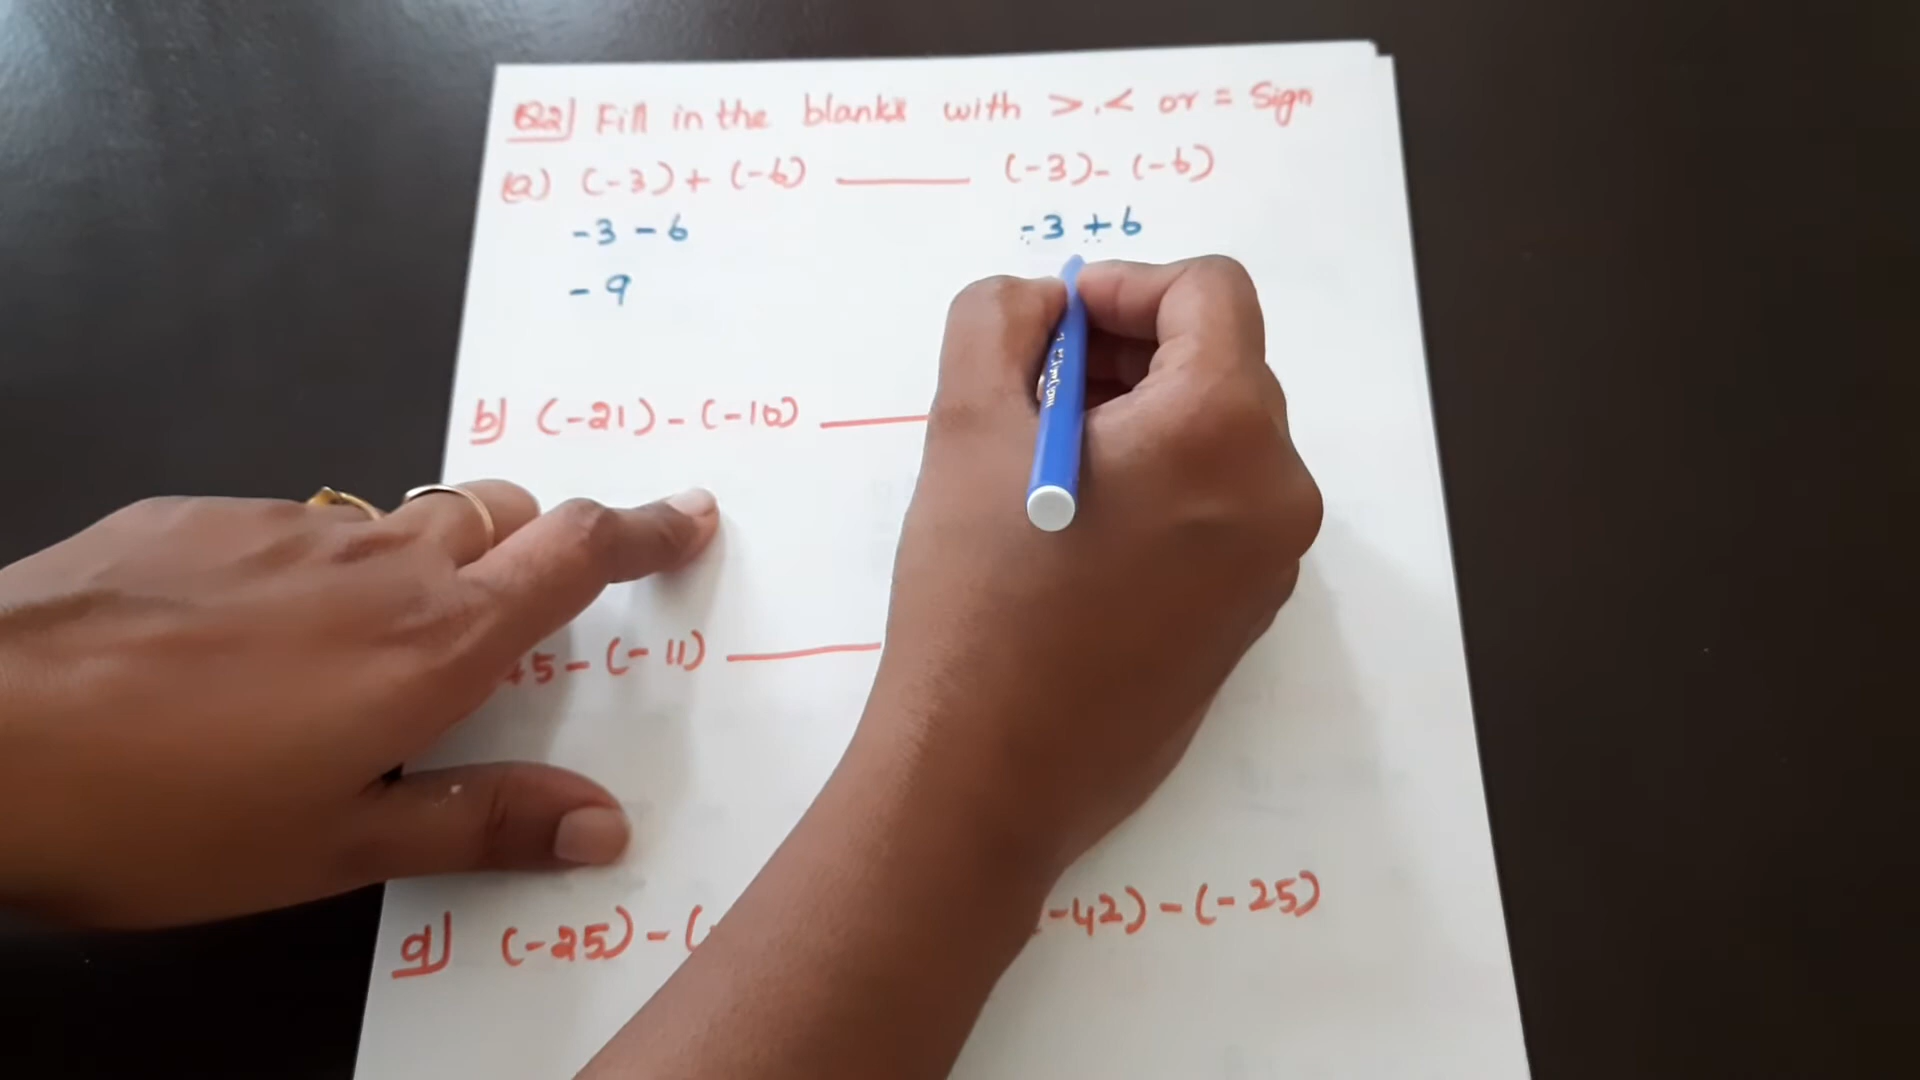 Q2) Fill in the blanks with >,< or = Sign
(a) (-3)+(-6) ______ (-3)-(-6)
-3 -6 -3 +6
-9
b) (-21)-(-10) ______
45-(-11) ______
d) (-25)-( -42)-(-25)